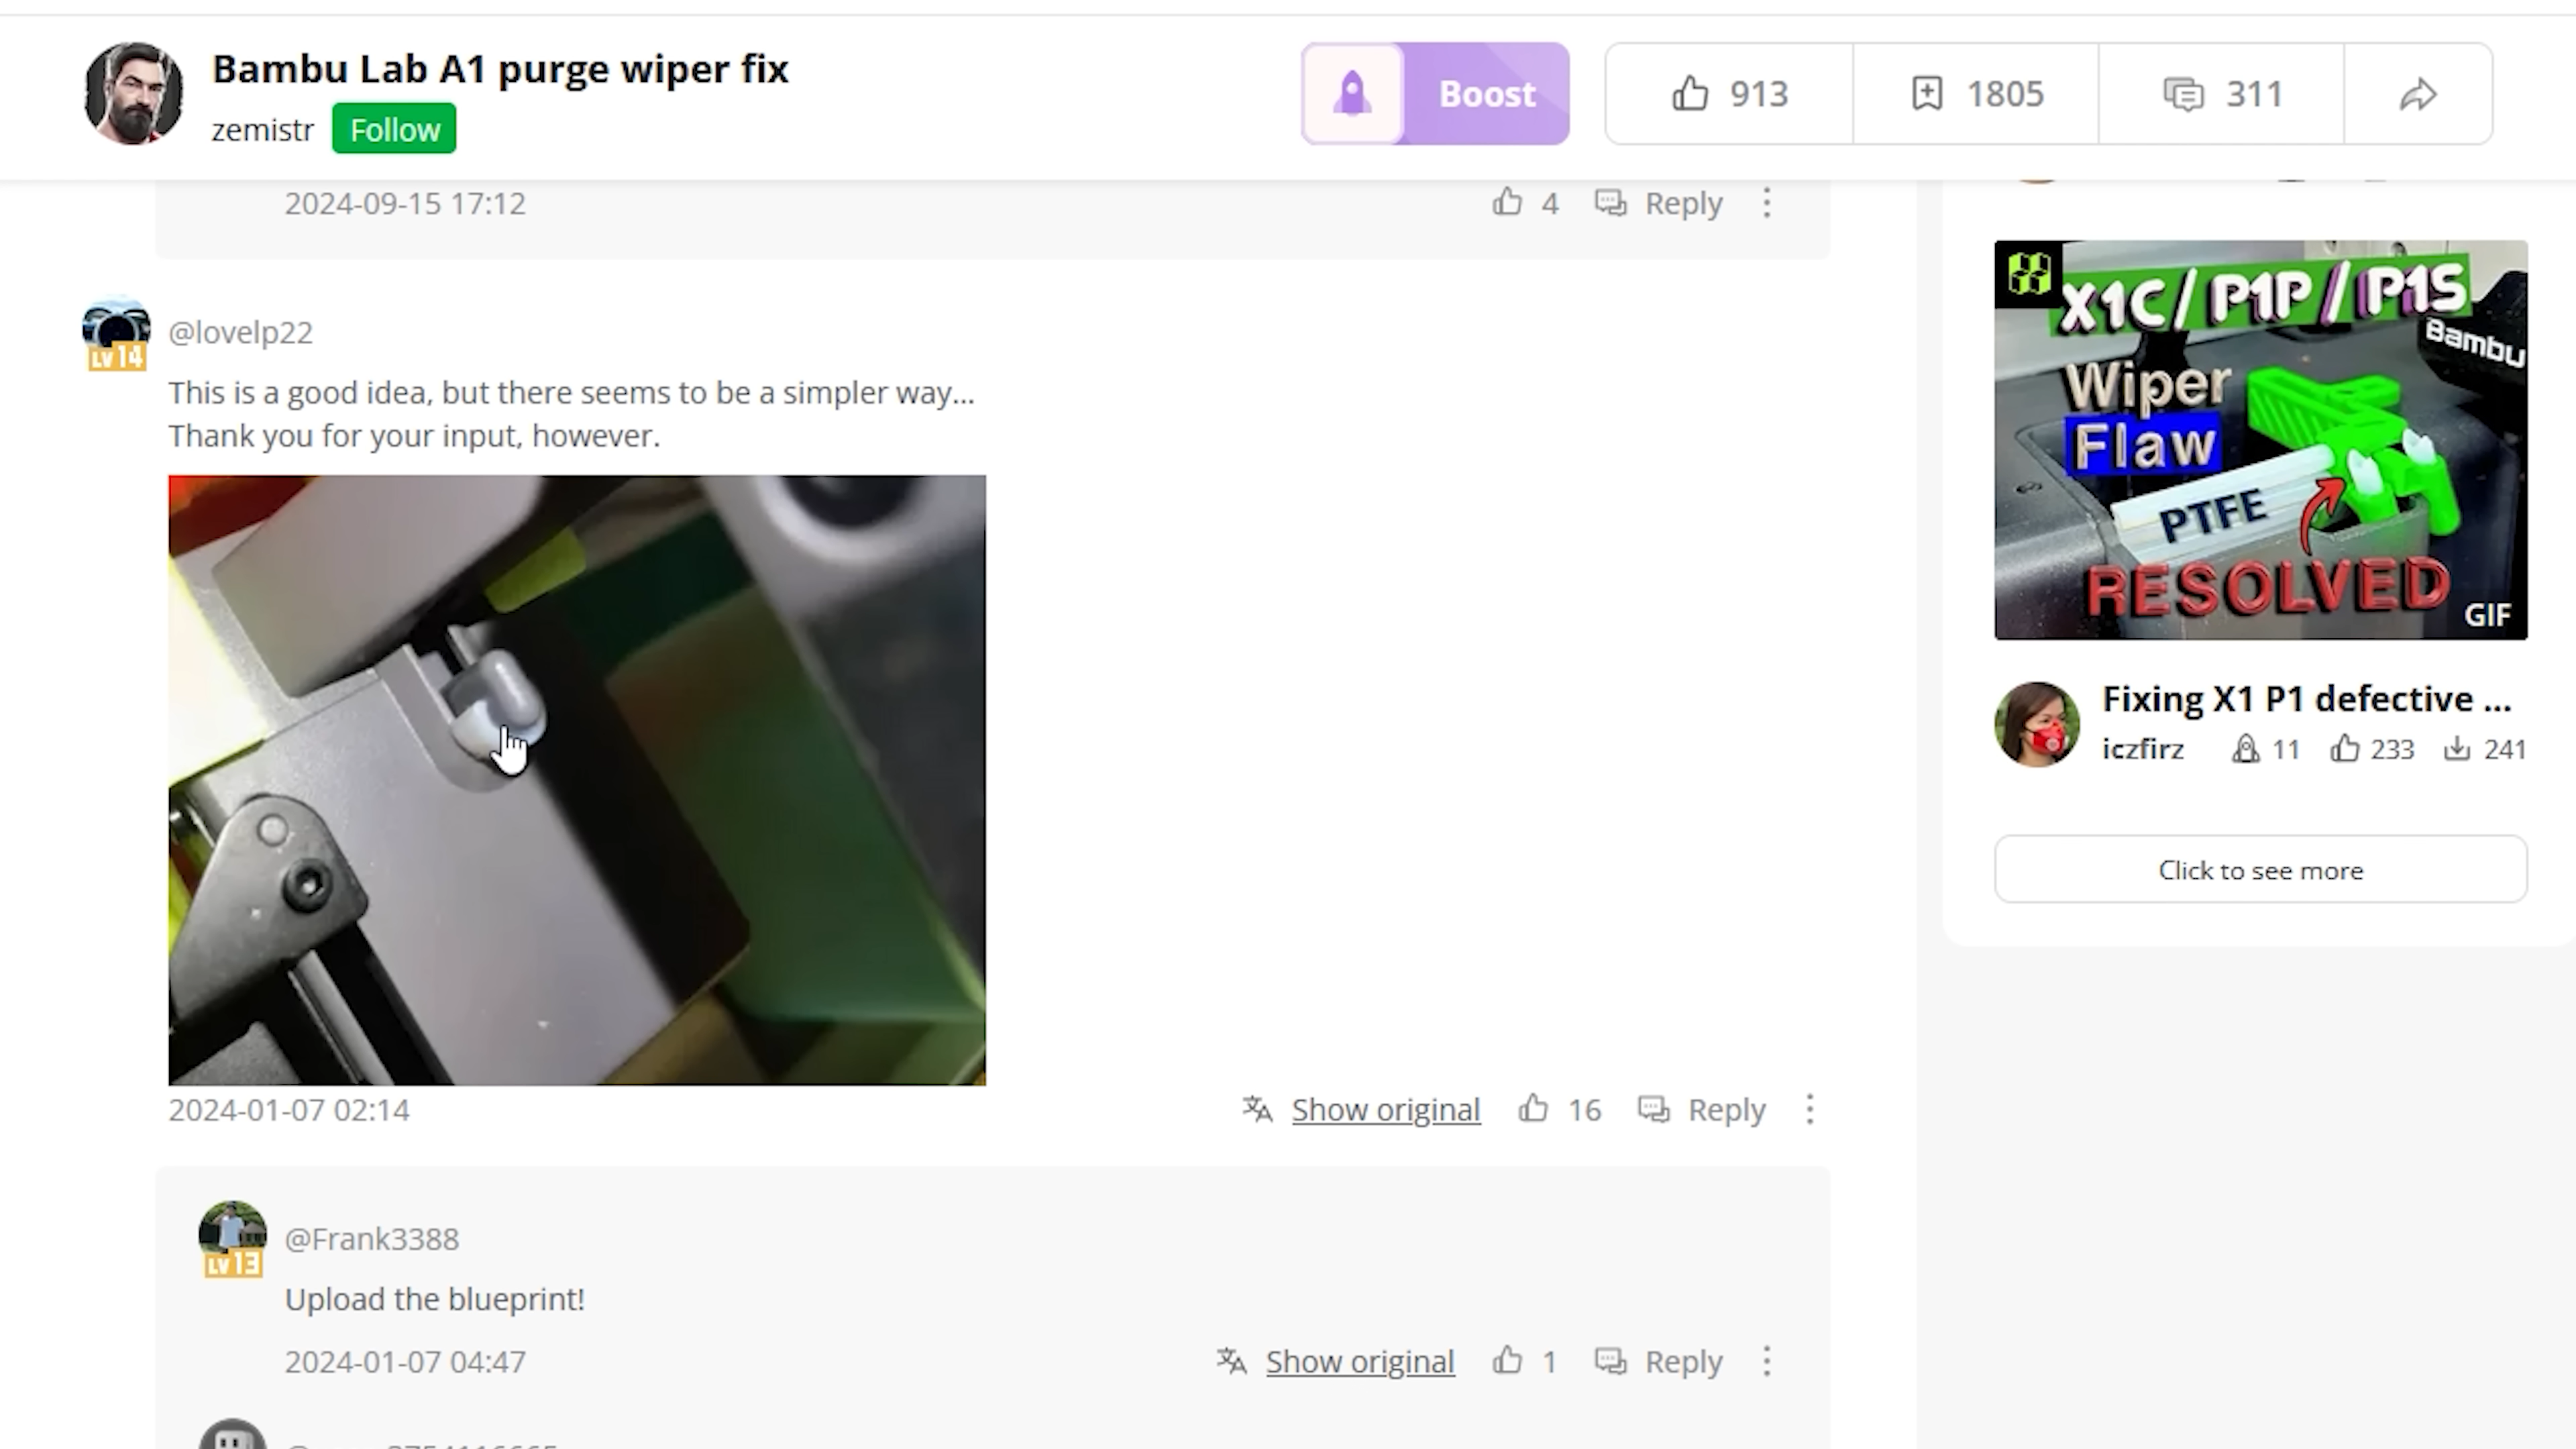 Bambu Lab A1 purge wiper fix
zemistr
Follow
Boost
913
1805
311
2024-09-15 17:12
4
Reply
LV 14
@lovelp22
This is a good idea, but there seems to be a simpler way...
Thank you for your input, however.
2024-01-07 02:14
Show original
16
Reply
LV 13
@Frank3388
Upload the blueprint!
2024-01-07 04:47
Show original
1
Reply
X1C / P1P / P1S
Bambu
Wiper
Flaw
PTFE
RESOLVED
GIF
Fixing X1 P1 defective ...
iczfirz
11
233
241
Click to see more